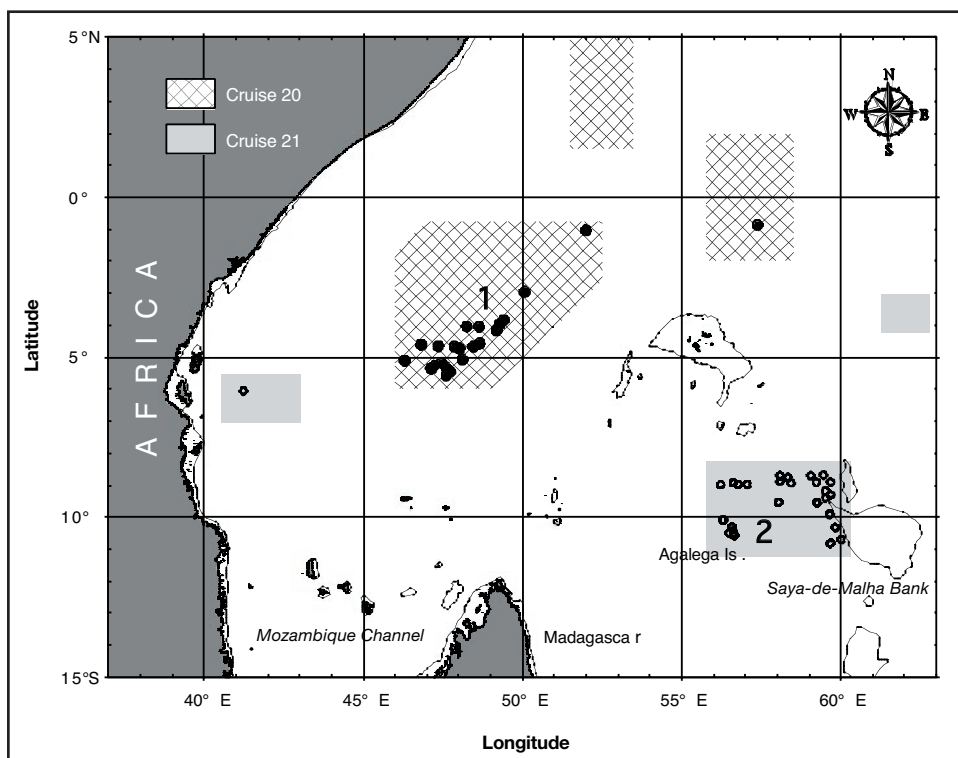 5° N
Cruise 20
Cruise 21
N
W E
S
0°
1
AFRICA
Latitude
5°
10°
2
Agalega Is .
Saya-de-Malha Bank
Mozambique Channel
Madagasca r
15°S
40° E
45° E
50° E
55° E
60° E
Longitude